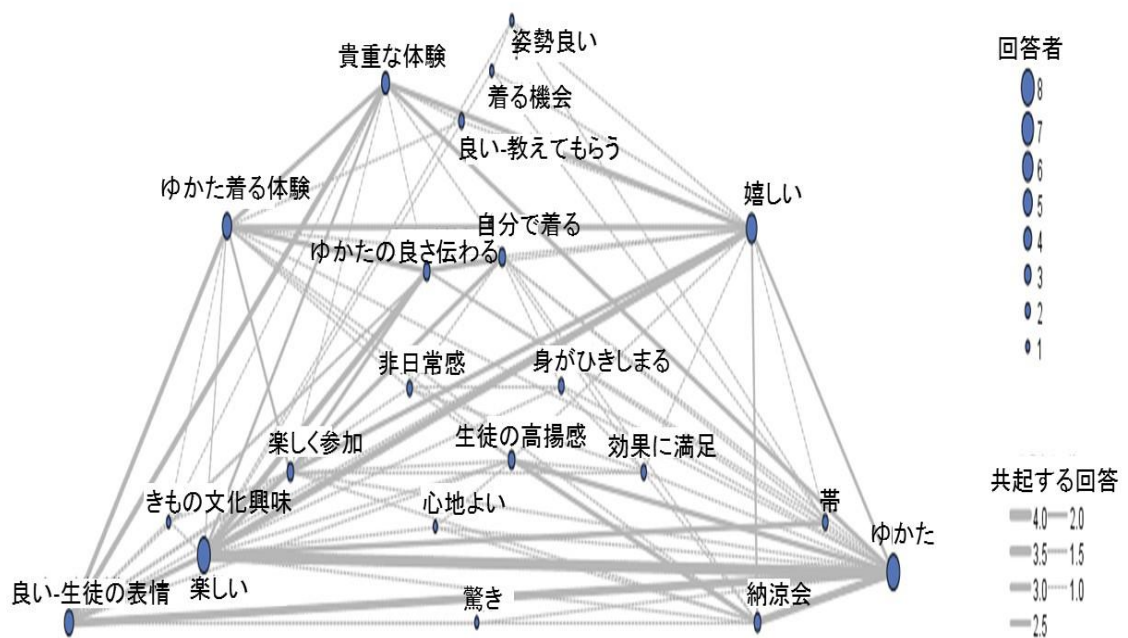 姿勢良い
貴重な体験
着る機会
良い-教えてもらう
ゆかた着る体験
嬉しい
自分で着る
ゆかたの良さ伝わる
非日常感
身がひきしまる
楽しく参加
生徒の高揚感
効果に満足
きもの文化興味
心地よい
帯
ゆかた
良い-生徒の表情
楽しい
驚き
納涼会
回答者
8
7
6
5
4
3
2
1
共起する回答
4.0 2.0
3.5 1.5
3.0 1.0
2.5